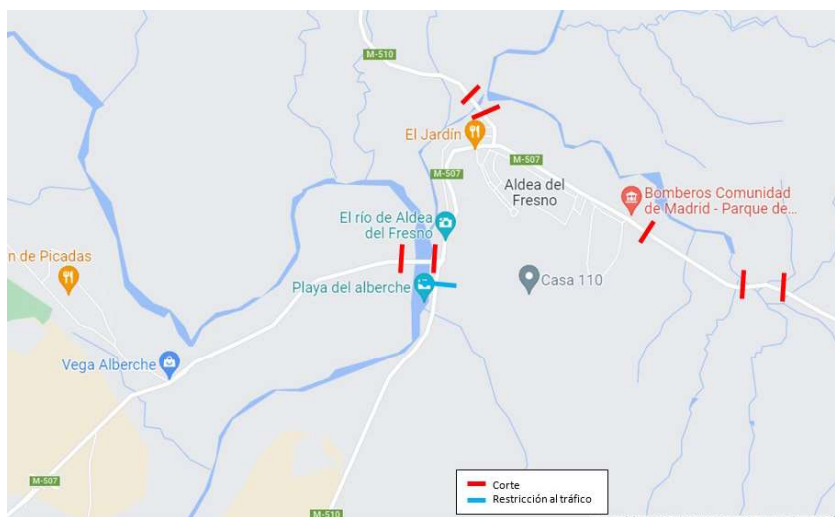 M-510
El Jardín
M-507
Aldea del
Fresno
M-507
Bomberos Comunidad
de Madrid - Parque de...
El río de Aldea
del Fresno
n de Picadas
Playa del alberche
Casa 110
Vega Alberche
M-507
M-510
Corte
Restricción al tráfico